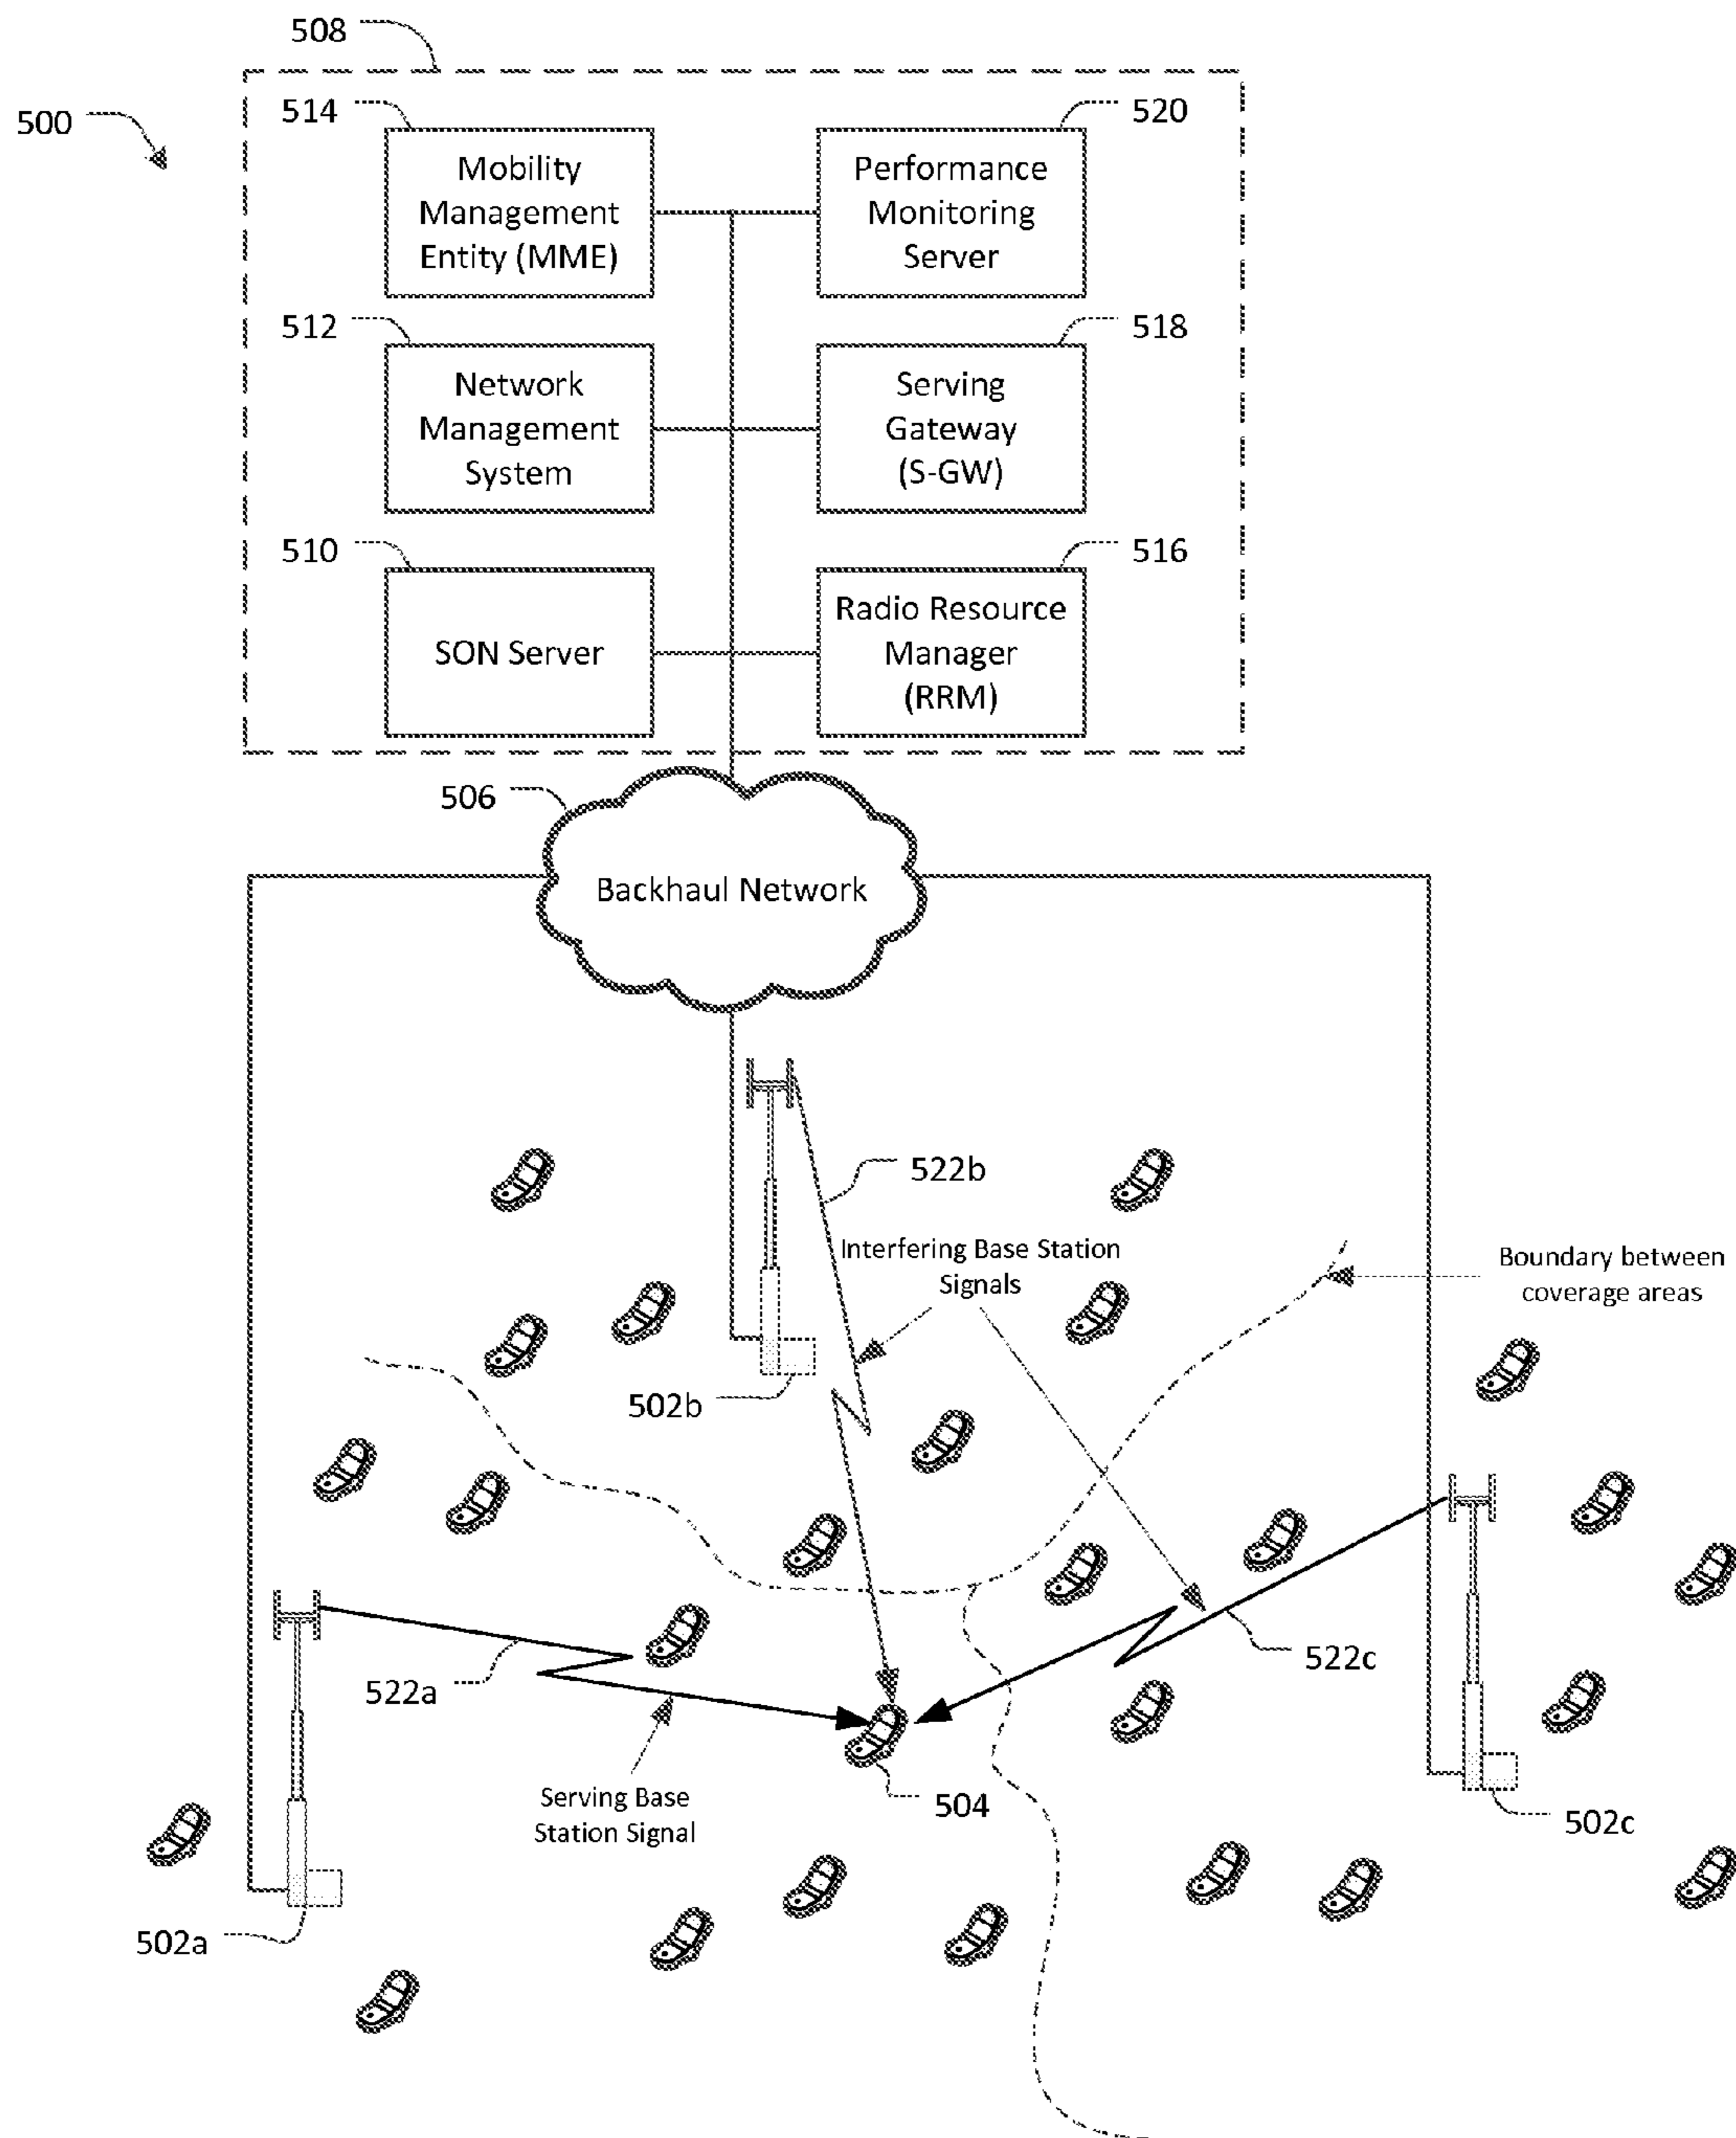 508
500
514
520
Mobility
Management
Entity (MME)
Performance
Monitoring
Server
512
518
Network
Management
System
Serving
Gateway
(S-GW)
510
516
SON Server
Radio Resource
Manager
(RRM)
506
Backhaul Network
522b
Interfering Base Station
Signals
Boundary between
coverage areas
502b
522a
522c
Serving Base
Station Signal
504
502c
502a